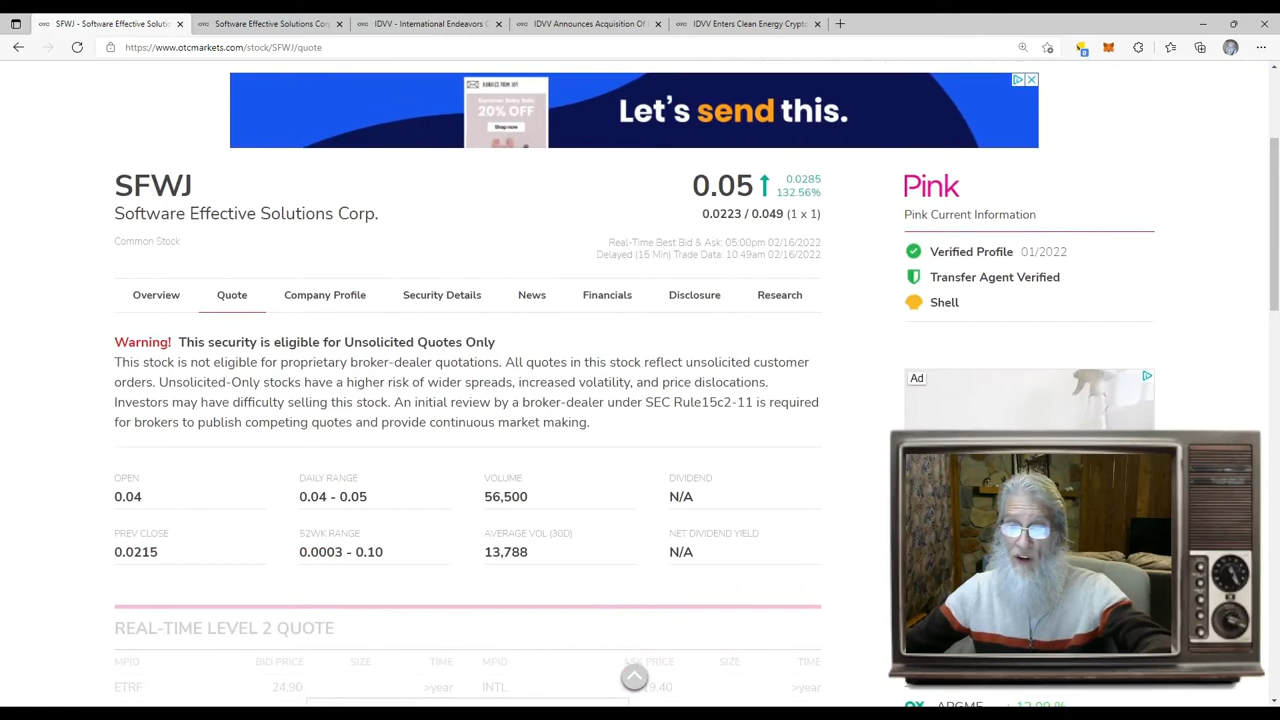 SFWJ - Software Effective Soluti
Software Effective Solutions Cor
IDVV - International Endeavors C
IDVV Announces Acquisition Of
IDVV Enters Clean Energy Crypto
https://www.otcmarkets.com/stock/SFWJ/quote
20% OFF
Shop now
Let's send this.
SFWJ
0.05
0.0285
132.56%
Software Effective Solutions Corp.
0.0223 / 0.049 (1 x 1)
Common Stock
Real-Time Best Bid & Ask: 05:00pm 02/16/2022
Delayed (15 Min) Trade Data: 10:49am 02/16/2022
Pink
Pink Current Information
Verified Profile 01/2022
Transfer Agent Verified
Shell
Overview Quote Company Profile Security Details News Financials Disclosure Research
Warning! This security is eligible for Unsolicited Quotes Only
This stock is not eligible for proprietary broker-dealer quotations. All quotes in this stock reflect unsolicited customer
orders. Unsolicited-Only stocks have a higher risk of wider spreads, increased volatility, and price dislocations.
Investors may have difficulty selling this stock. An initial review by a broker-dealer under SEC Rule15c2-11 is required
for brokers to publish competing quotes and provide continuous market making.
Ad
OPEN DAILY RANGE VOLUME DIVIDEND
0.04 0.04 - 0.05 56,500 N/A
PREV CLOSE 52WK RANGE AVERAGE VOL (30D) NET DIVIDEND YIELD
0.0215 0.0003 - 0.10 13,788 N/A
REAL-TIME LEVEL 2 QUOTE
MPID BID PRICE SIZE TIME MPID ASK PRICE SIZE TIME
ETRF 24.90 >year INTL 9.40 >year